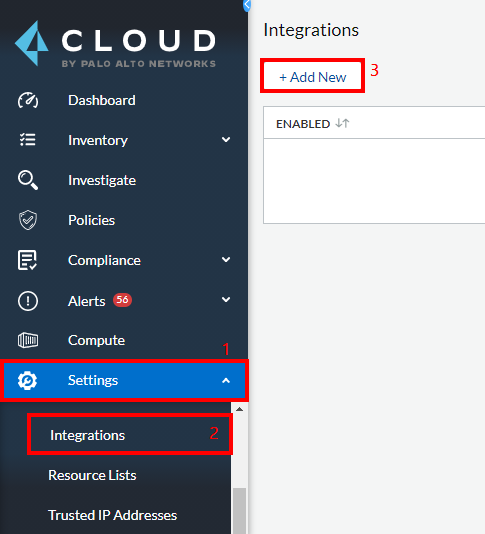 CLOUD
BY PALO ALTO NETWORKS
Dashboard
Inventory
Investigate
Policies
Compliance
Alerts 56
Compute
1
Settings
Integrations 2
Resource Lists
Trusted IP Addresses
Integrations
+ Add New 3
ENABLED